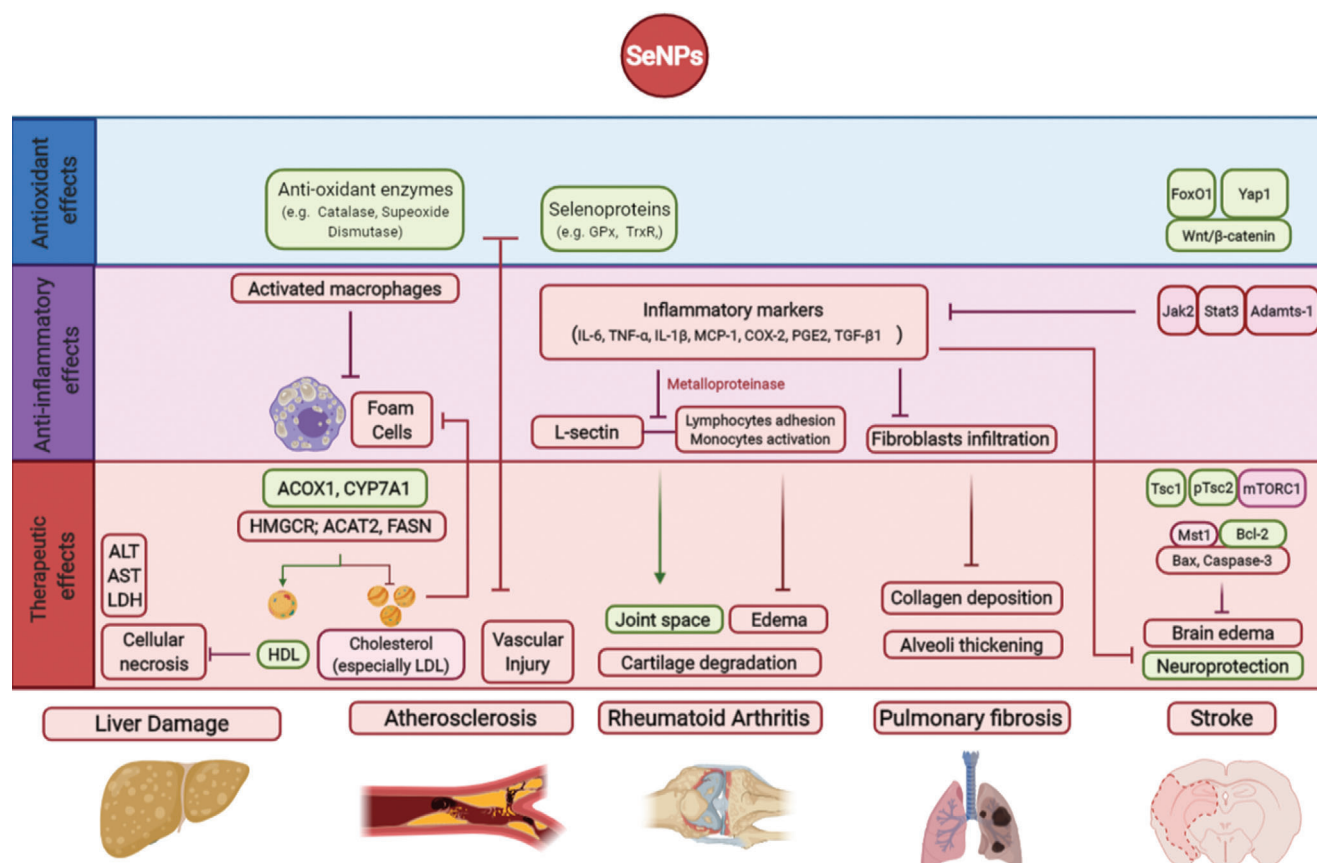 SeNPs
Antioxidant
effects
Anti-oxidant enzymes
(e.g. Catalase, Supeoxide
Dismutase)
Selenoproteins
(e.g. GPx, TrxR,)
FoxO1
Yap1
Wnt/β-catenin
Anti-inflammatory
effects
Activated macrophages
Foam
Cells
Inflammatory markers
(IL-6, TNF-α, IL-1β, MCP-1, COX-2, PGE2, TGF-β1 )
Jak2
Stat3
Adamts-1
Metalloproteinase
L-sectin
Lymphocytes adhesion
Monocytes activation
Fibroblasts infiltration
Therapeutic
effects
ACOX1, CYP7A1
HMGCR; ACAT2, FASN
ALT
AST
LDH
Cellular
necrosis
HDL
Cholesterol
(especially LDL)
Vascular
Injury
Joint space
Edema
Cartilage degradation
Collagen deposition
Alveoli thickening
Tsc1
pTsc2
mTORC1
Mst1
Bcl-2
Bax, Caspase-3
Brain edema
Neuroprotection
Liver Damage
Atherosclerosis
Rheumatoid Arthritis
Pulmonary fibrosis
Stroke